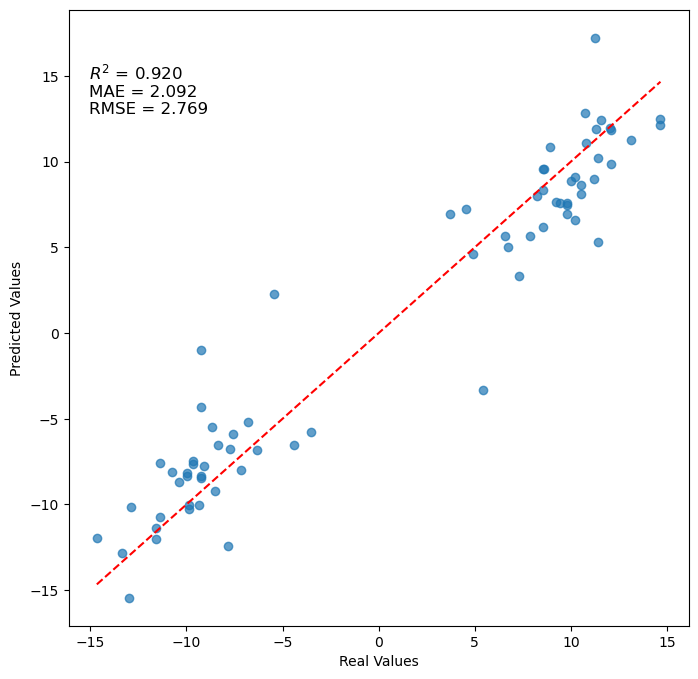 R² = 0.920
MAE = 2.092
RMSE = 2.769
15
10
5
0
−5
−10
−15
Predicted Values
−15 −10 −5 0 5 10 15
Real Values